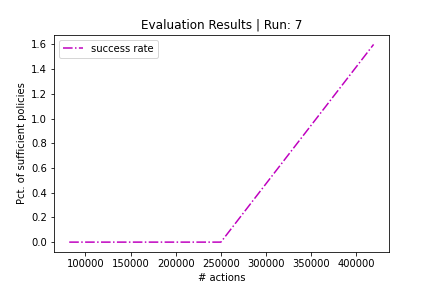 Evaluation Results | Run: 7
success rate
Pct. of sufficient policies
1.6
1.4
1.2
1.0
0.8
0.6
0.4
0.2
0.0
100000 150000 200000 250000 300000 350000 400000
# actions